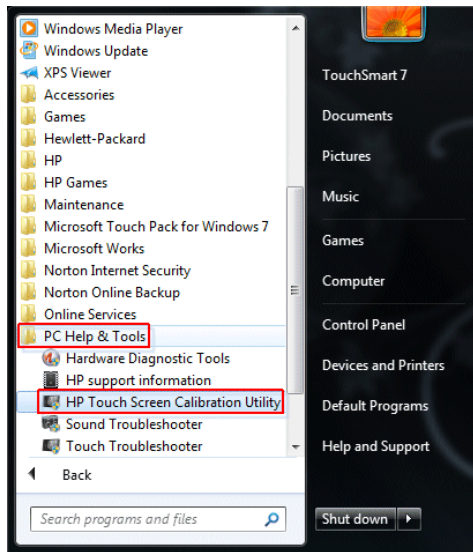 Windows Media Player
Windows Update
XPS Viewer
Accessories
Games
Hewlett-Packard
HP
HP Games
Maintenance
Microsoft Touch Pack for Windows 7
Microsoft Works
Norton Internet Security
Norton Online Backup
Online Services
PC Help & Tools
Hardware Diagnostic Tools
HP support information
HP Touch Screen Calibration Utility
Sound Troubleshooter
Touch Troubleshooter
Back
Search programs and files
TouchSmart 7
Documents
Pictures
Music
Games
Computer
Control Panel
Devices and Printers
Default Programs
Help and Support
Shut down